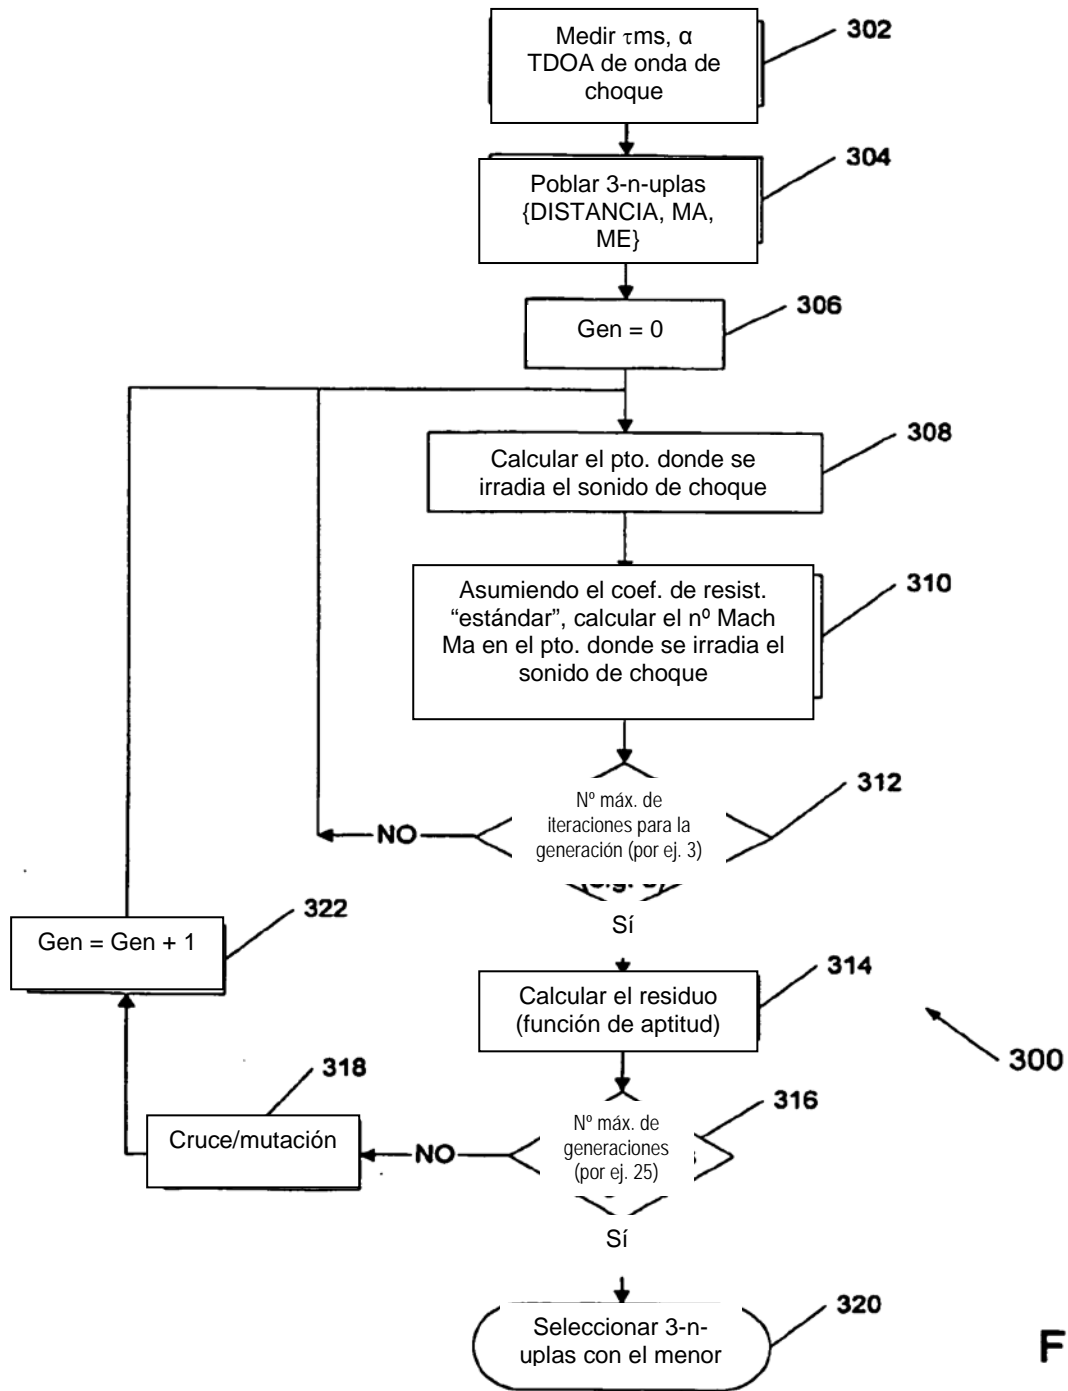 Medir τms, α
TDOA de onda de
choque
302
Poblar 3-n-uplas
{DISTANCIA, MA,
ME}
304
Gen = 0
306
Calcular el pto. donde se
irradia el sonido de choque
308
Asumiendo el coef. de resist.
“estándar”, calcular el nº Mach
Ma en el pto. donde se irradia el
sonido de choque
310
Nº máx. de
iteraciones para la
generación (por ej. 3)
312
NO
Sí
Gen = Gen + 1
322
Calcular el residuo
(función de aptitud)
314
300
Cruce/mutación
318
NO
Nº máx. de
generaciones
(por ej. 25)
316
Sí
Seleccionar 3-n-
uplas con el menor
320
F